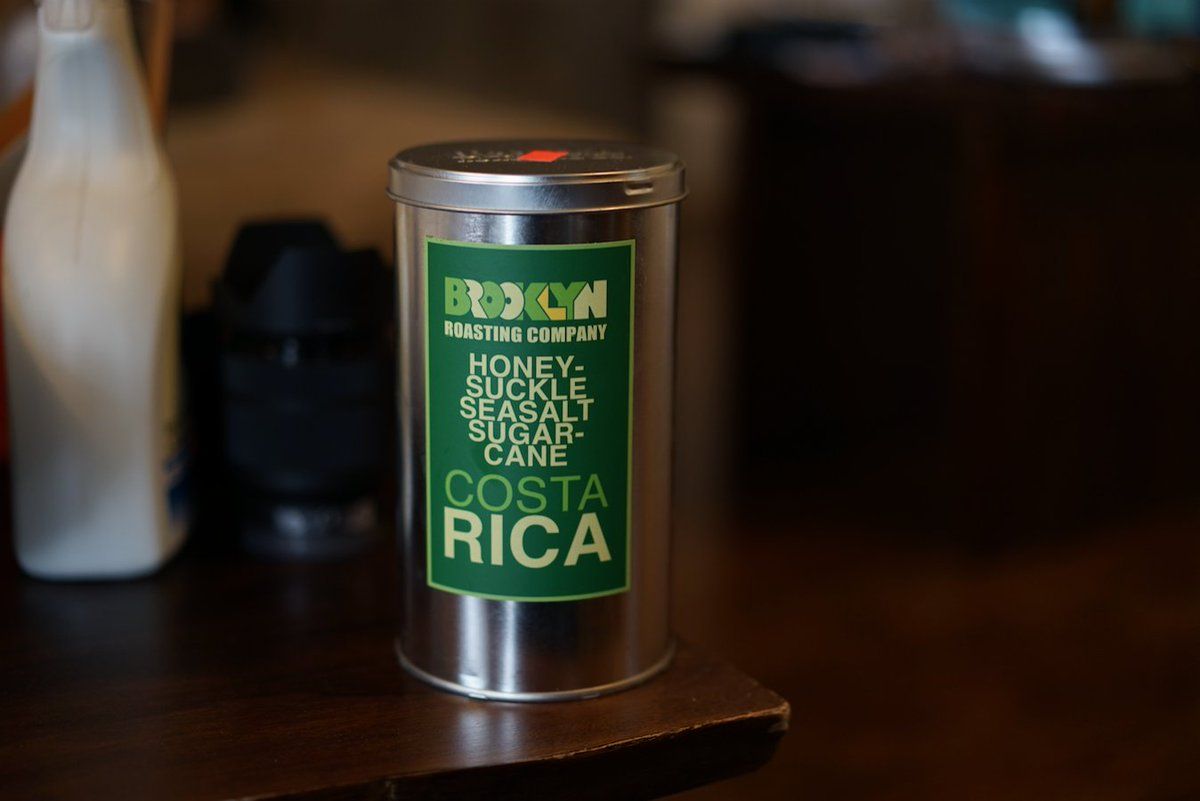 BROOKLYN
ROASTING COMPANY
HONEY-
SUCKLE
SEASALT
SUGAR-
CANE
COSTA
RICA